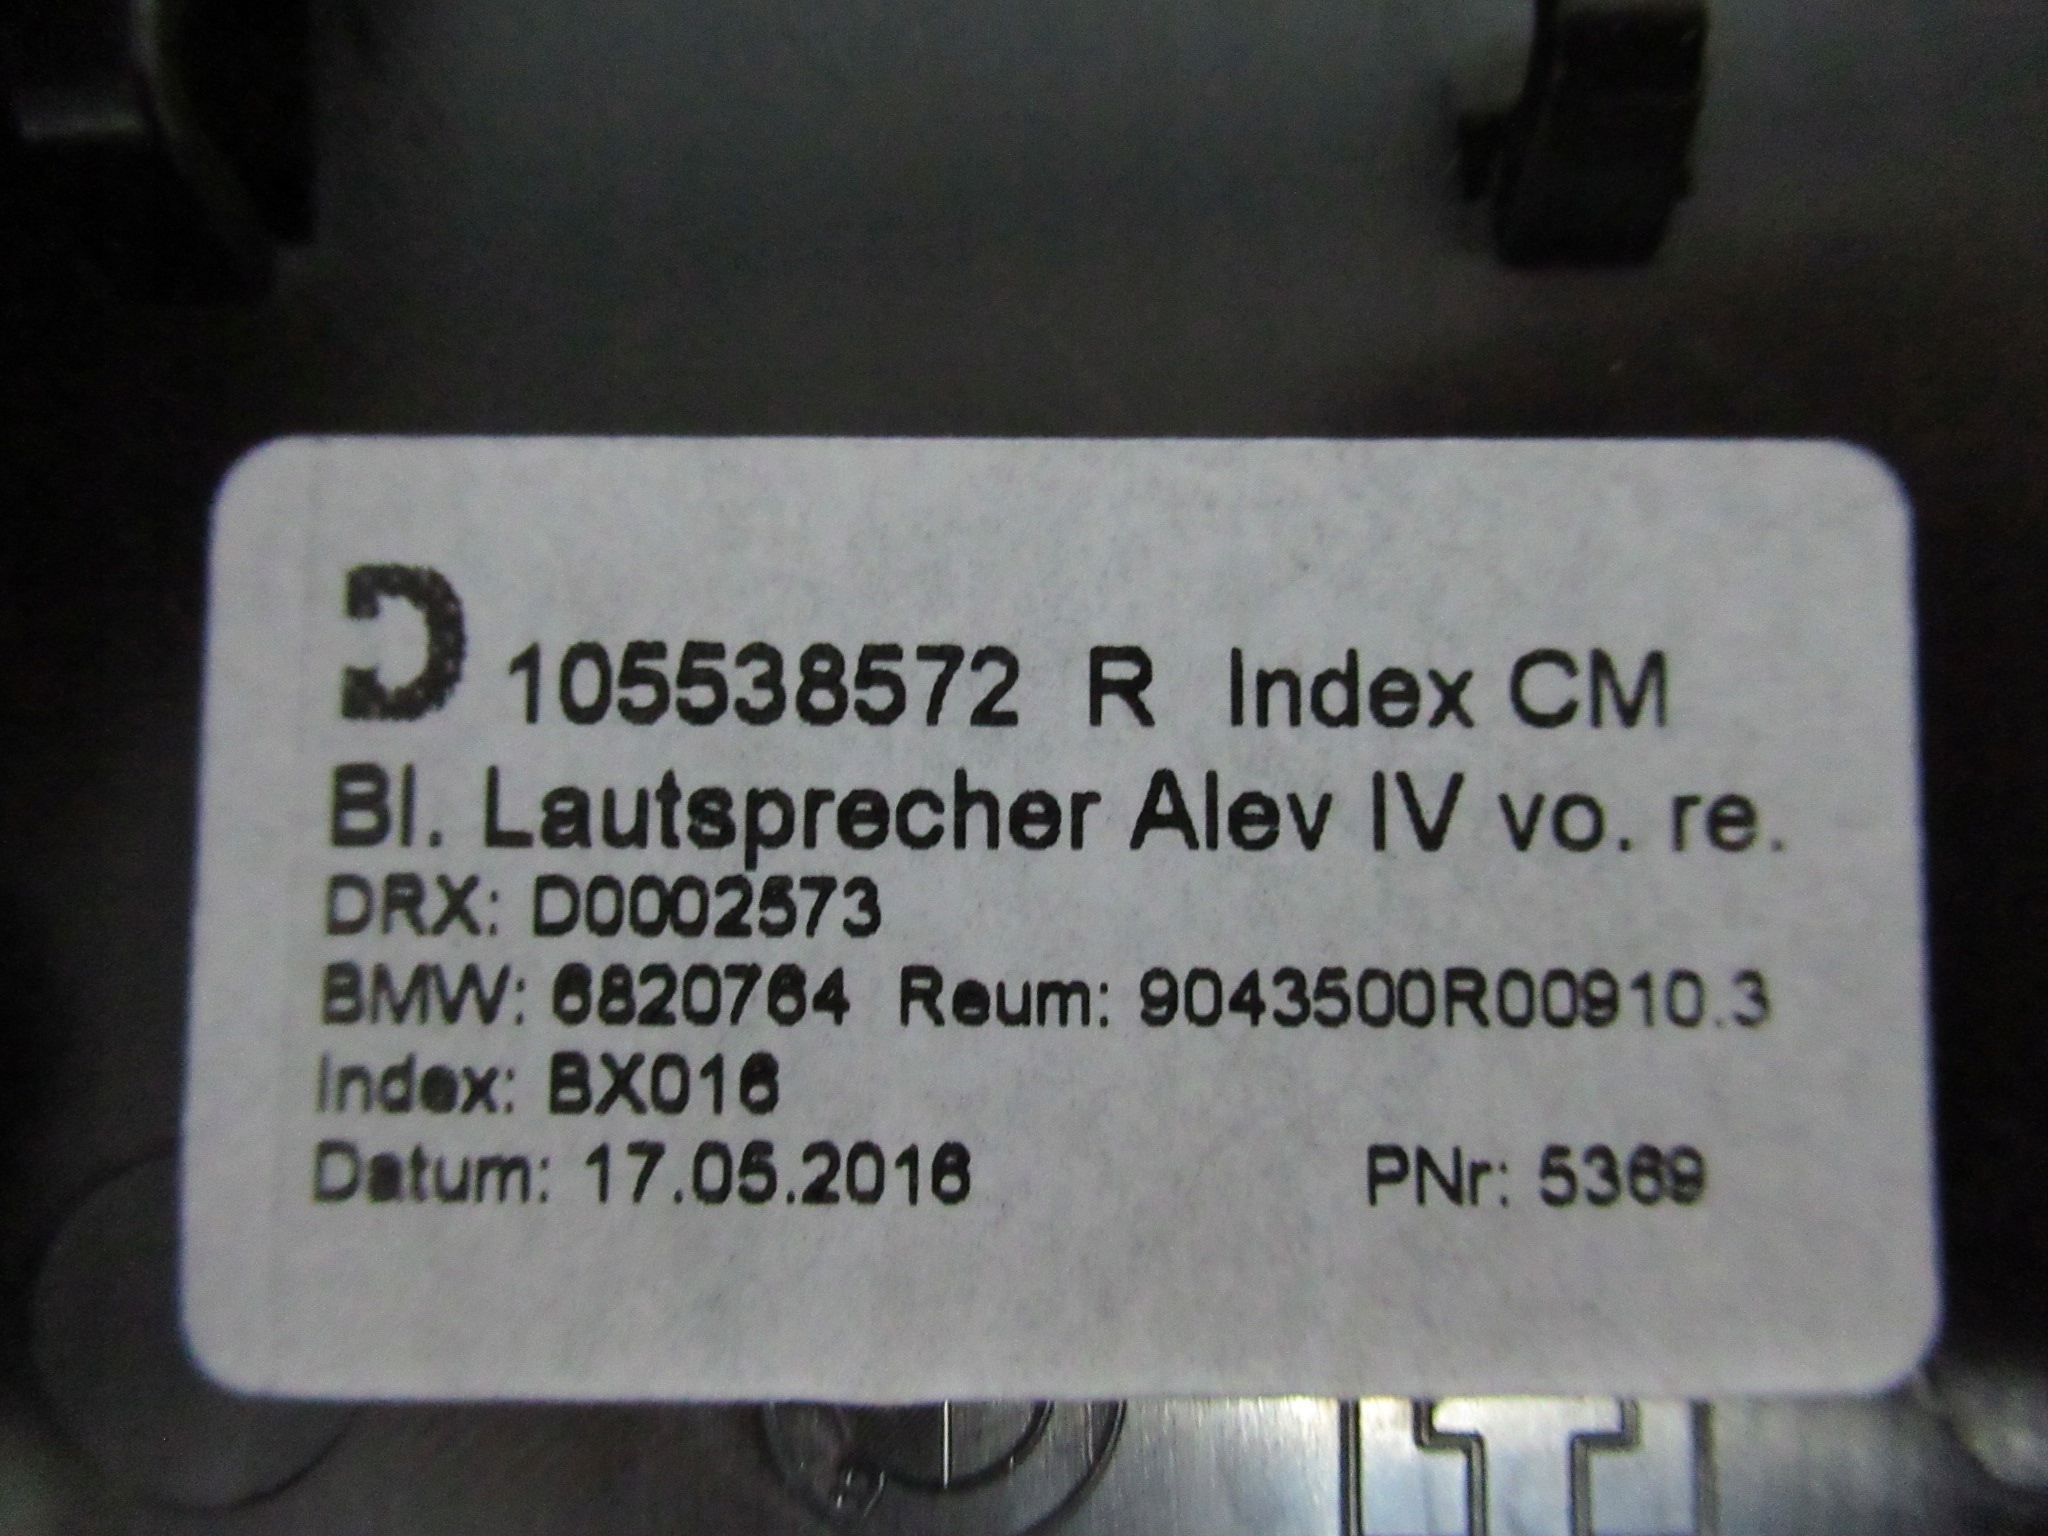 105538572 R Index CM
Bl. Lautsprecher Alev IV vo. re.
DRX: D0002573
BMW: 6820764 Reum: 9043500R00910.3
Index: BX016
Datum: 17.05.2016 PNr: 5369